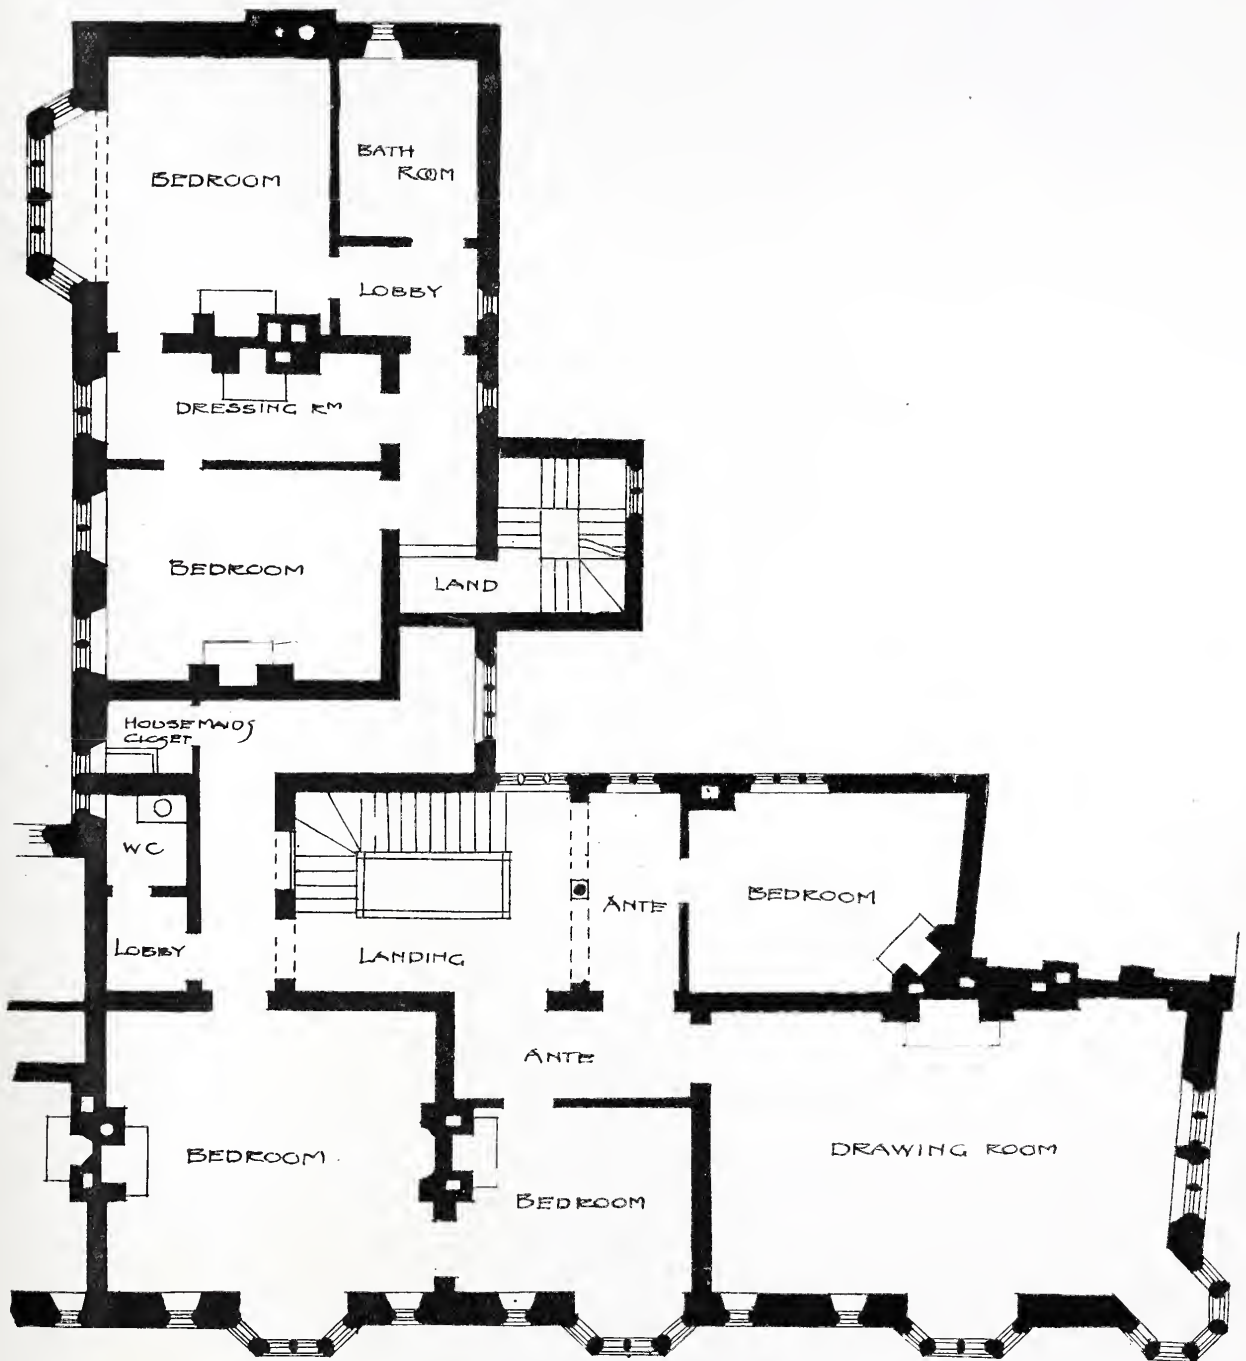 BEDROOM
BATH
ROOM
LOBBY
DRESSING RM
BEDROOM
LAND
HOUSEMAIDS
CLOSET
WC
ANTE
BEDROOM
LOBBY
LANDING
ANTE
BEDROOM
DRAWING ROOM
BEDROOM